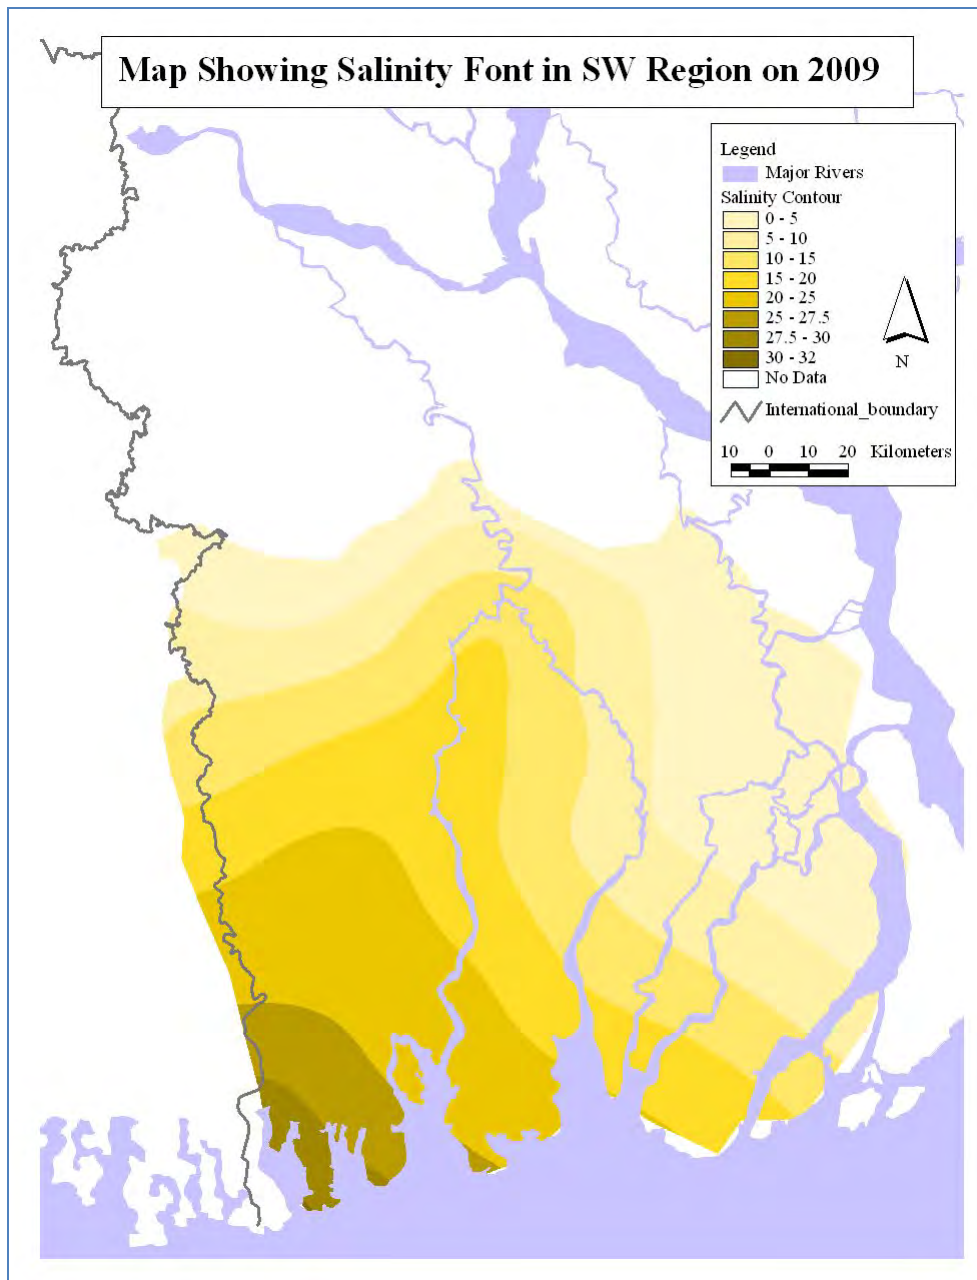 Map Showing Salinity Font in SW Region on 2009
Legend
Major Rivers
Salinity Contour
0 - 5
5 - 10
10 - 15
15 - 20
20 - 25
25 - 27.5
27.5 - 30
30 - 32
No Data
International_boundary
N
10 0 10 20 Kilometers